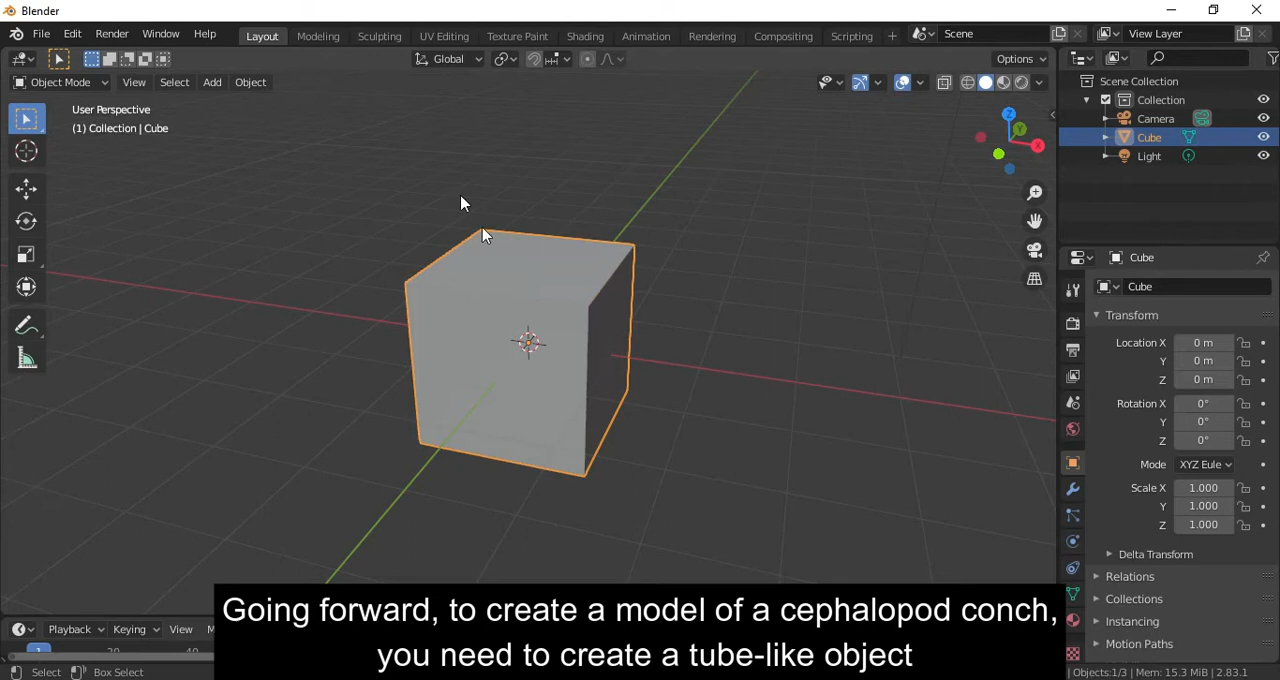 Blender
File Edit Render Window Help Layout Modeling Sculpting UV Editing Texture Paint Shading Animation Rendering Compositing Scripting + Scene View Layer
Global Options
Object Mode View Select Add Object
User Perspective
(1) Collection | Cube
Z
Y
X
Scene Collection
Collection
Camera
Cube
Light
Cube
Cube
Transform
Location X 0 m
Y 0 m
Z 0 m
Rotation X 0°
Y 0°
Z 0°
Mode XYZ Eule
Scale X 1.000
Y 1.000
Z 1.000
Delta Transform
Relations
Collections
Instancing
Motion Paths
Going forward, to create a model of a cephalopod conch,
you need to create a tube-like object
Playback Keying View M
1 20 40
Select Box Select
Objects:1/3 | Mem: 15.3 MiB | 2.83.1